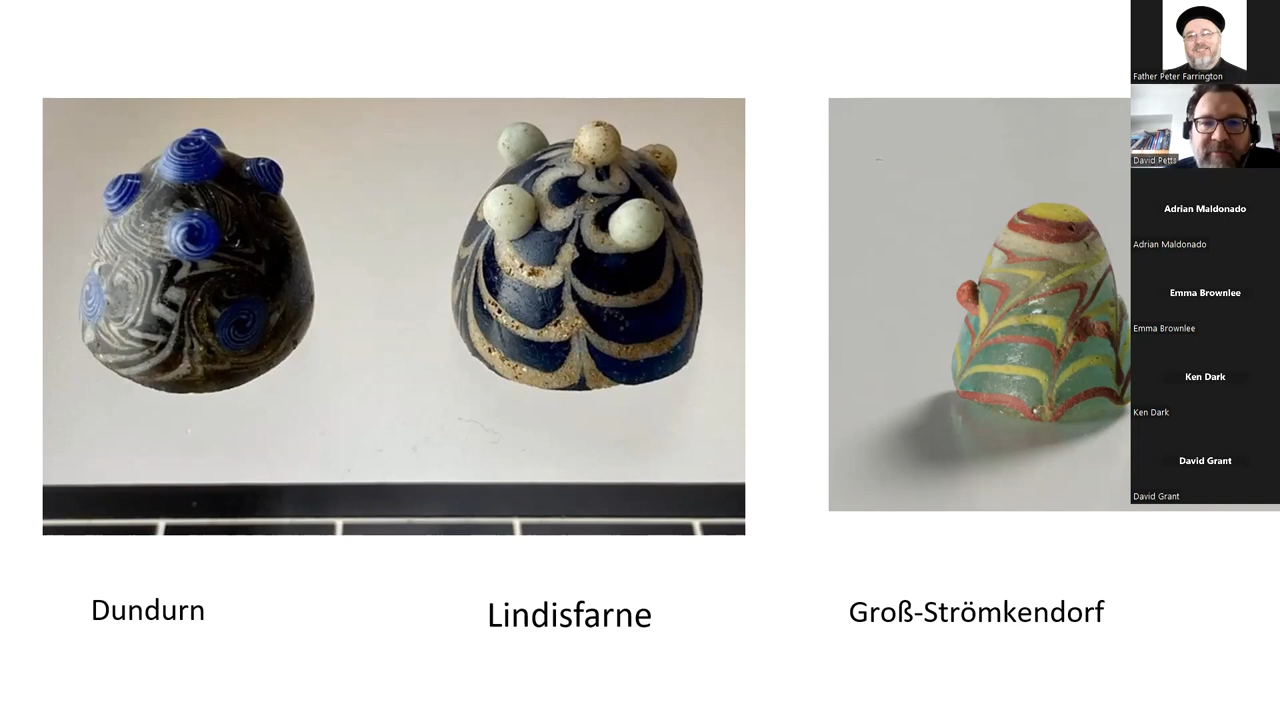 Father Peter Farrington
David Petts
Adrian Maldonado
Adrian Maldonado
Emma Brownlee
Emma Brownlee
Ken Dark
Ken Dark
David Grant
David Grant
Dundurn
Lindisfarne
Groß-Strömkendorf